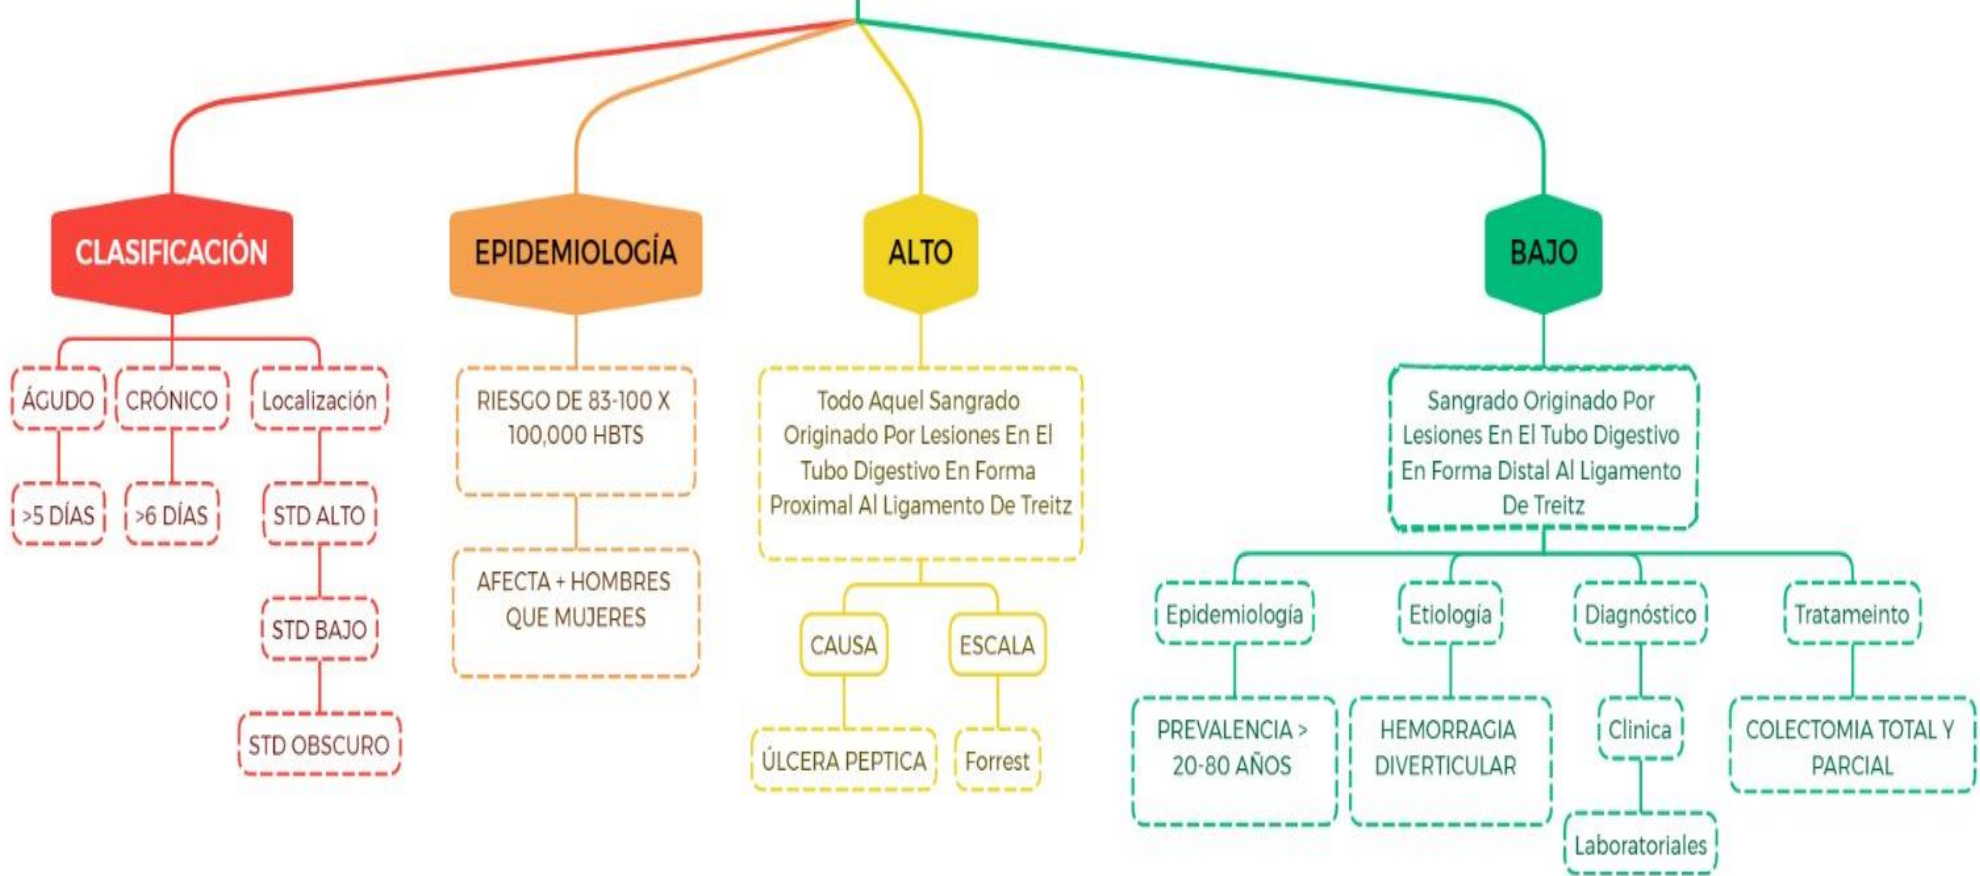 CLASIFICACIÓN
ÁGUDO
>5 DÍAS
CRÓNICO
>6 DÍAS
Localización
STD ALTO
STD BAJO
STD OBSCURO
EPIDEMIOLOGÍA
RIESGO DE 83-100 X
100,000 HBTS
AFECTA + HOMBRES
QUE MUJERES
ALTO
Todo Aquel Sangrado
Originado Por Lesiones En El
Tubo Digestivo En Forma
Proximal Al Ligamento De Treitz
CAUSA
ÚLCERA PEPTICA
ESCALA
Forrest
BAJO
Sangrado Originado Por
Lesiones En El Tubo Digestivo
En Forma Distal Al Ligamento
De Treitz
Epidemiología
PREVALENCIA >
20-80 AÑOS
Etiología
HEMORRAGIA
DIVERTICULAR
Diagnóstico
Clinica
Laboratoriales
Tratameinto
COLECTOMIA TOTAL Y
PARCIAL